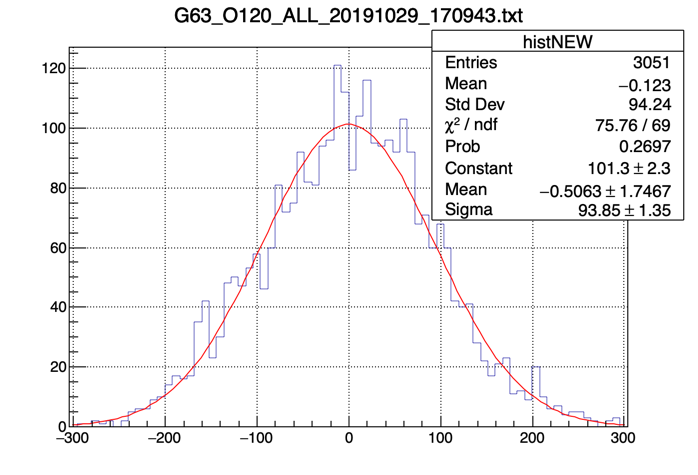 G63_O120_ALL_20191029_170943.txt
histNEW
Entries 3051
Mean −0.123
Std Dev 94.24
χ² / ndf 75.76 / 69
Prob 0.2697
Constant 101.3 ± 2.3
Mean −0.5063 ± 1.7467
Sigma 93.85 ± 1.35
120
100
80
60
40
20
0
−300 −200 −100 0 100 200 300